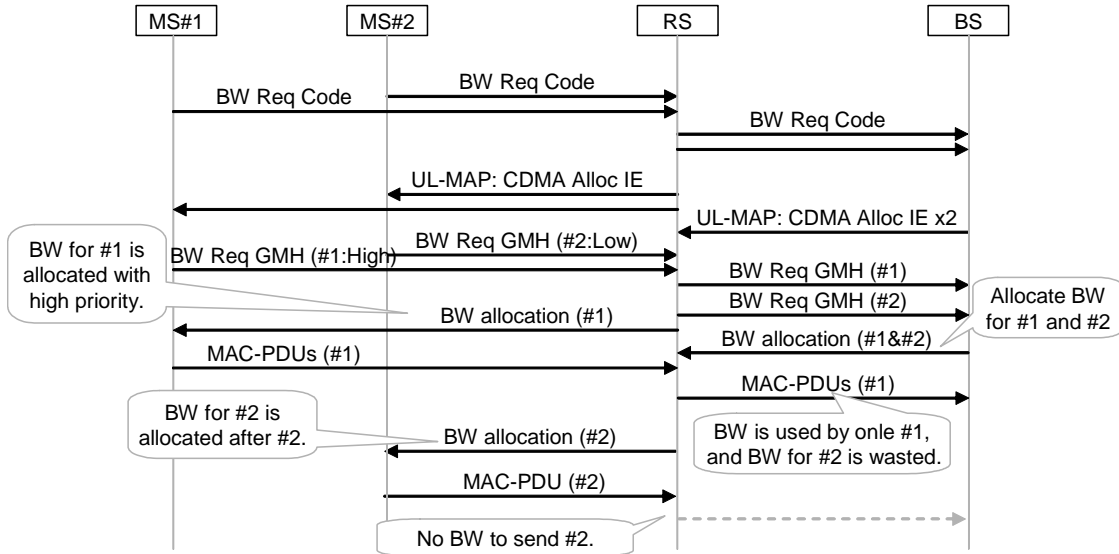 MS#1
MS#2
RS
BS
BW Req Code
BW Req Code
BW Req Code
UL-MAP: CDMA Alloc IE
UL-MAP: CDMA Alloc IE x2
BW for #1 is
allocated with
high priority.
BW Req GMH (#2:Low)
BW Req GMH (#1:High)
BW Req GMH (#1)
BW Req GMH (#2)
Allocate BW
for #1 and #2
BW allocation (#1)
BW allocation (#1&#2)
MAC-PDUs (#1)
MAC-PDUs (#1)
BW for #2 is
allocated after #2.
BW allocation (#2)
BW is used by onle #1,
and BW for #2 is wasted.
MAC-PDU (#2)
No BW to send #2.